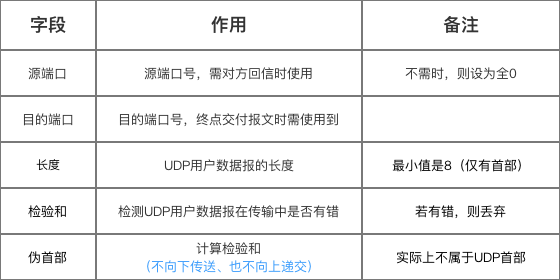 字段 作用 备注
源端口 源端口号，需对方回信时使用 不需时，则设为全0
目的端口 目的端口号，终点交付报文时需使用到
长度 UDP用户数据报的长度 最小值是8（仅有首部）
检验和 检测UDP用户数据报在传输中是否有错 若有错，则丢弃
伪首部 计算检验和 实际上不属于UDP首部
（不向下传送、也不向上递交）